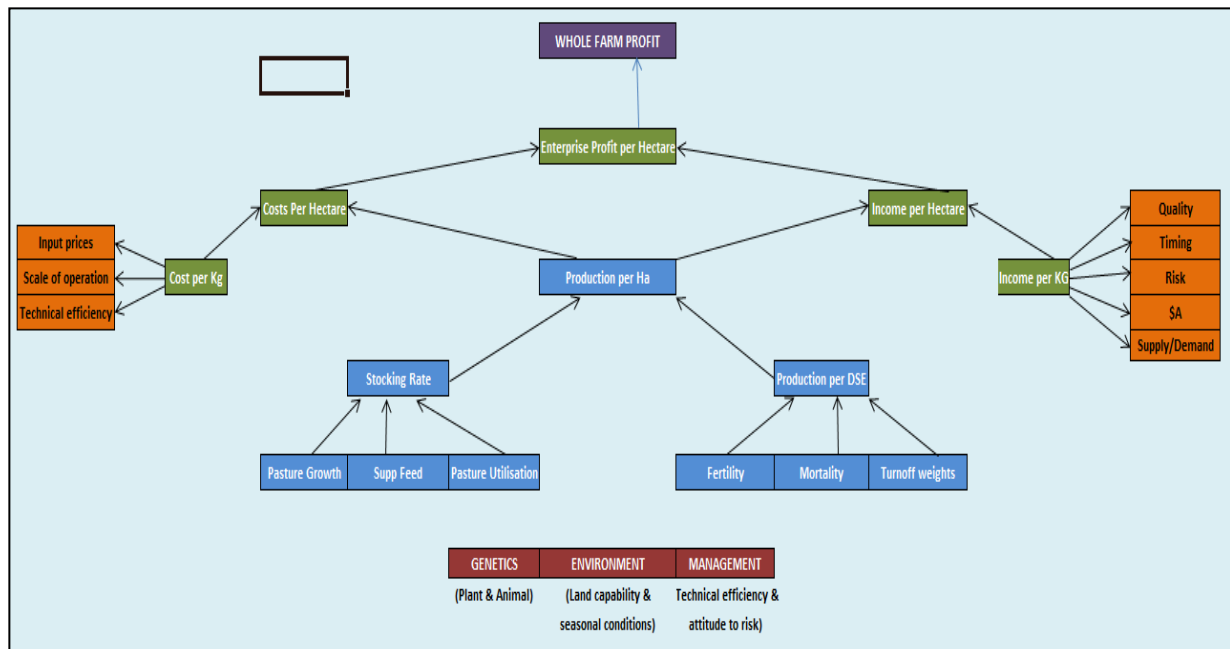 WHOLE FARM PROFIT
Enterprise Profit per Hectare
Costs Per Hectare
Income per Hectare
Quality
Input prices
Timing
Scale of operation
Cost per Kg
Production per Ha
Income per KG
Risk
Technical efficiency
$A
Supply/Demand
Stocking Rate
Production per DSE
Pasture Growth
Supp Feed
Pasture Utilisation
Fertility
Mortality
Turnoff weights
GENETICS
ENVIRONMENT
MANAGEMENT
(Plant & Animal)
(Land capability &
seasonal conditions)
Technical efficiency &
attitude to risk)